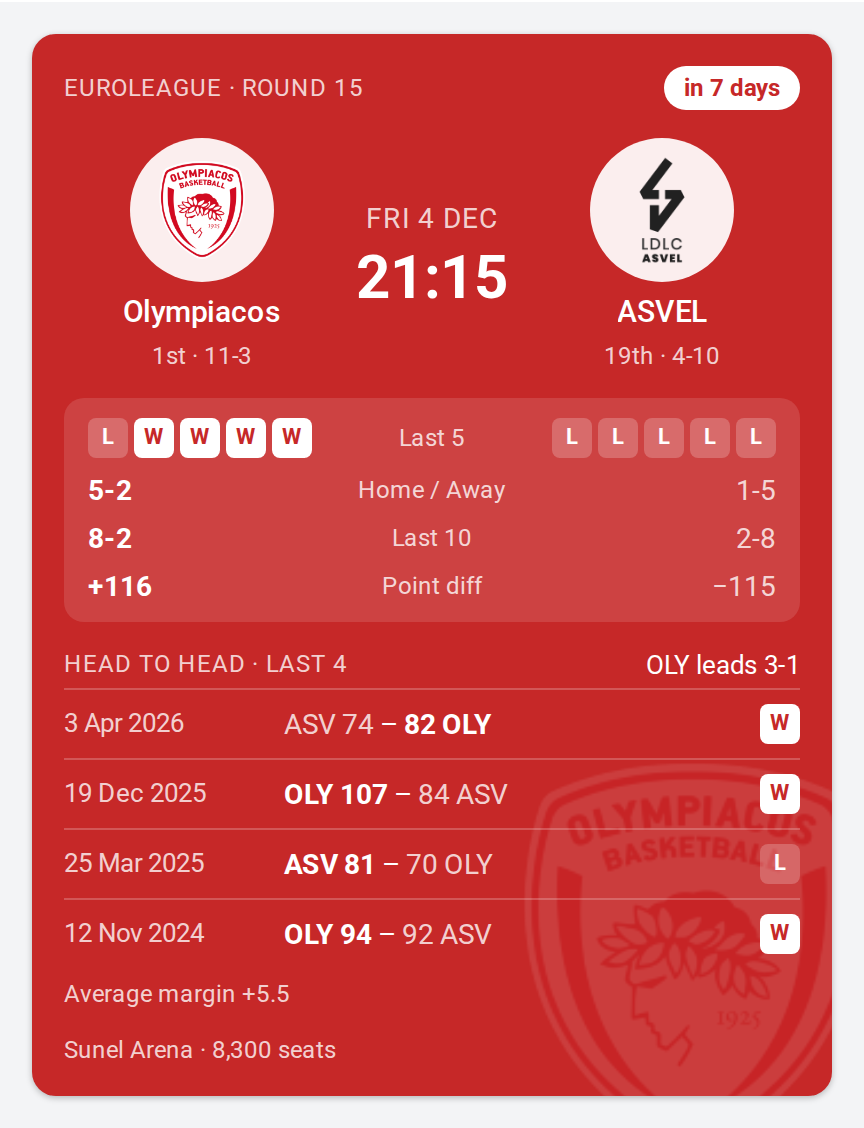 EUROLEAGUE · ROUND 15
in 7 days
OLYMPIACOS
BASKETBALL
1925
LDLC
ASVEL
FRI 4 DEC
21:15
Olympiacos
ASVEL
1st · 11-3
19th · 4-10
L W W W W Last 5 L L L L L
5-2 Home / Away 1-5
8-2 Last 10 2-8
+116 Point diff −115
HEAD TO HEAD · LAST 4 OLY leads 3-1
3 Apr 2026 ASV 74 – 82 OLY W
19 Dec 2025 OLY 107 – 84 ASV W
OLYMPIACOS
BASKETBALL
25 Mar 2025 ASV 81 – 70 OLY L
12 Nov 2024 OLY 94 – 92 ASV W
Average margin +5.5
1925
Sunel Arena · 8,300 seats